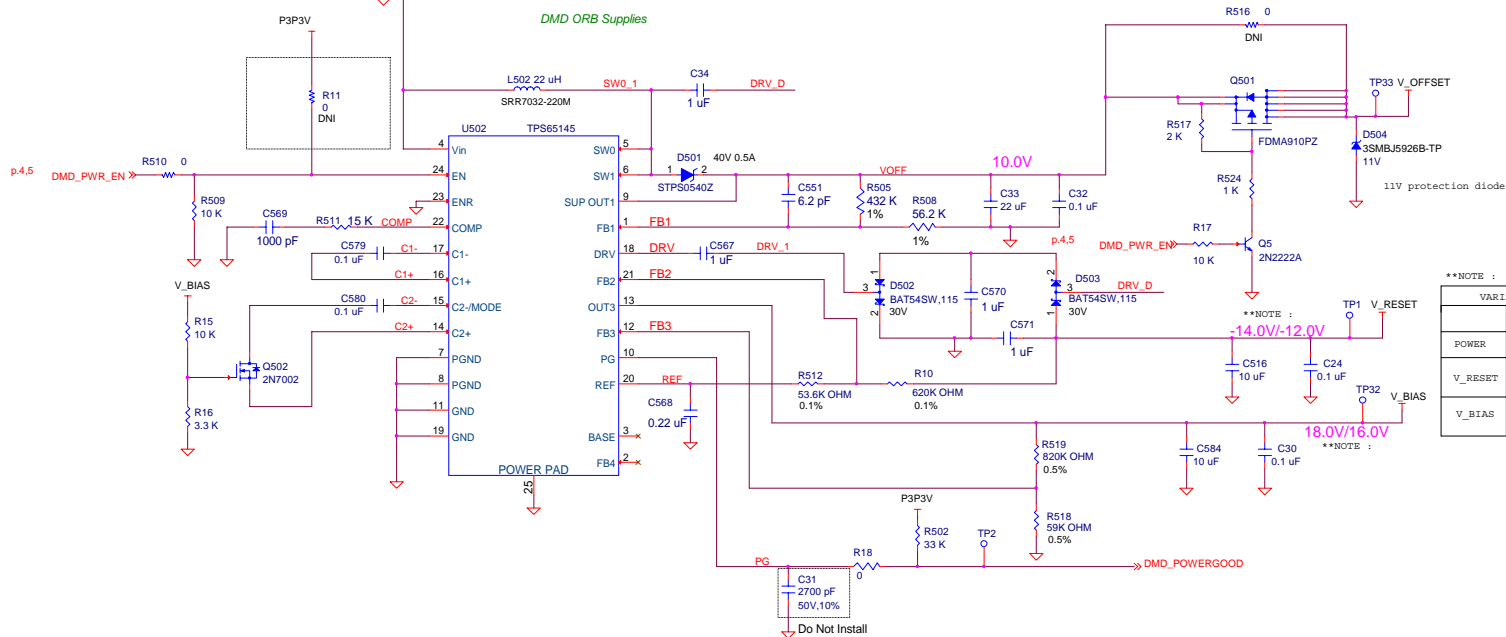 DMD ORB Supplies
R516 0
DNI
P3P3V
R11
0
DNI
L502 22 uH
SRR7032-220M
SW0_1
C34
1 uF
DRV_D
Q501
FDMA910PZ
TP33 V_OFFSET
R517
2 K
D504
3SMBJ5926B-TP
11V
11V protection diode
R524
1 K
U502 TPS65145
4 Vin
24 EN
23 ENR
22 COMP
17 C1-
16 C1+
15 C2-/MODE
14 C2+
7 PGND
8 PGND
11 GND
19 GND
POWER PAD
25
SW0 5
SW1 6
SUP OUT1 9
FB1 1
DRV 18
FB2 21
OUT3 13
FB3 12
PG 10
REF 20
BASE 3
FB4 2
p.4,5 DMD_PWR_EN
R510 0
R509
10 K
C569
1000 pF
R511 15 K
COMP
C579
0.1 uF
C1-
C1+
V_BIAS
C580
0.1 uF
C2-
C2+
R15
10 K
Q502
2N7002
R16
3.3 K
D501
1 2
40V 0.5A
STPS0540Z
VOFF
10.0V
C551
6.2 pF
R505
432 K
1%
R508
56.2 K
1%
C33
22 uF
C32
0.1 uF
FB1
DRV
C567
1 uF
DRV_1
FB2
p.4,5
DMD_PWR_EN
R17
10 K
Q5
2N2222A
1
3
2
D502
BAT54SW,115
30V
C570
1 uF
2
3
1
D503
BAT54SW,115
30V
DRV_D
C571
1 uF
FB3
**NOTE :
-14.0V/-12.0V
TP1
V_RESET
C516
10 uF
C24
0.1 uF
REF
C568
0.22 uF
R512
53.6K OHM
0.1%
R10
620K OHM
0.1%
TP32
V_BIAS
18.0V/16.0V
**NOTE :
R519
820K OHM
0.5%
C584
10 uF
C30
0.1 uF
R518
59K OHM
0.5%
P3P3V
R502
33 K
TP2
PG
R18
0
DMD_POWERGOOD
C31
2700 pF
50V,10%
Do Not Install
**NOTE :
VARI
POWER
V_RESET
V_BIAS